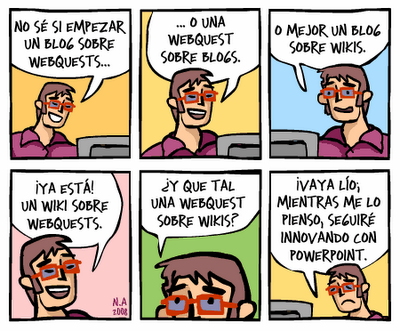 NO SÉ SI EMPEZAR
UN BLOG SOBRE
WEBQUESTS...
... O UNA
WEBQUEST
SOBRE BLOGS.
O MEJOR UN BLOG
SOBRE WIKIS.
¡YA ESTÁ!
UN WIKI SOBRE
WEBQUESTS.
N.A
2008
¿Y QUE TAL
UNA WEBQUEST
SOBRE WIKIS?
¡VAYA LÍO;
MIENTRAS ME LO
PIENSO, SEGUIRÉ
INNOVANDO CON
POWERPOINT.